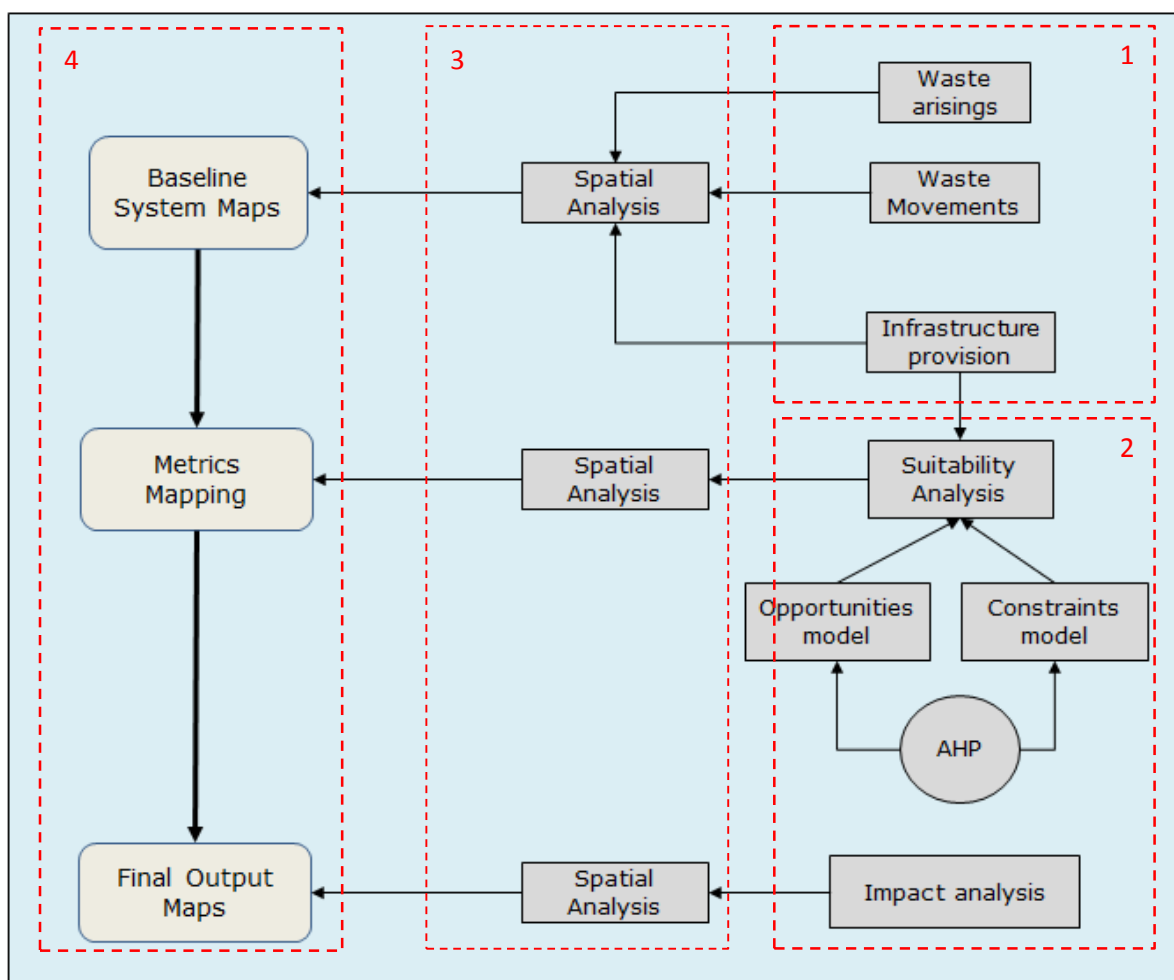 4
3
1
Waste
arisings
Baseline
System Maps
Spatial
Analysis
Waste
Movements
Infrastructure
provision
2
Metrics
Mapping
Spatial
Analysis
Suitability
Analysis
Opportunities
model
Constraints
model
AHP
Final Output
Maps
Spatial
Analysis
Impact analysis